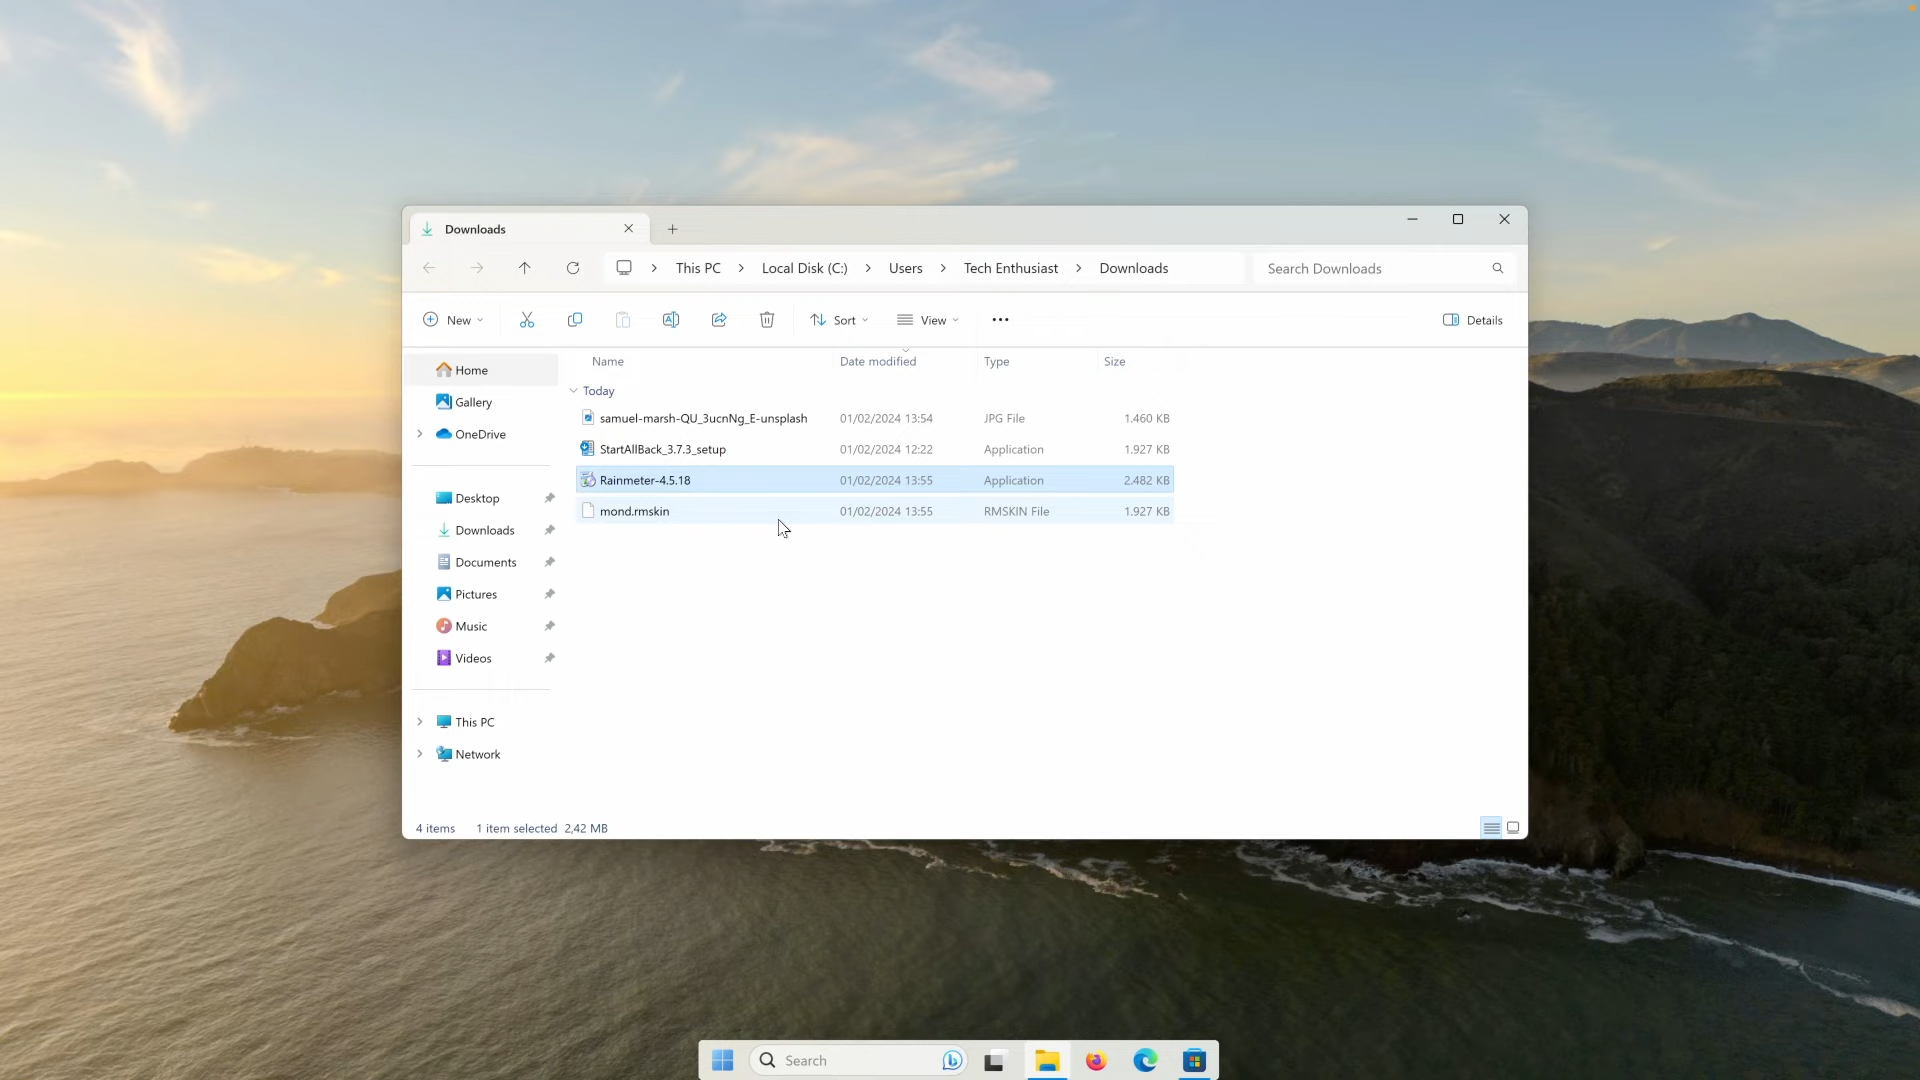 Downloads
This PC > Local Disk (C:) > Users > Tech Enthusiast > Downloads
Search Downloads
New
Sort
View
Details
Name Date modified Type Size
Home
Gallery
OneDrive
Desktop
Downloads
Documents
Pictures
Music
Videos
This PC
Network
Today
samuel-marsh-QU_3ucnNg_E-unsplash 01/02/2024 13:54 JPG File 1.460 KB
StartAllBack_3.7.3_setup 01/02/2024 12:22 Application 1.927 KB
Rainmeter-4.5.18 01/02/2024 13:55 Application 2.482 KB
mond.rmskin 01/02/2024 13:55 RMSKIN File 1.927 KB
4 items 1 item selected 2,42 MB
Search